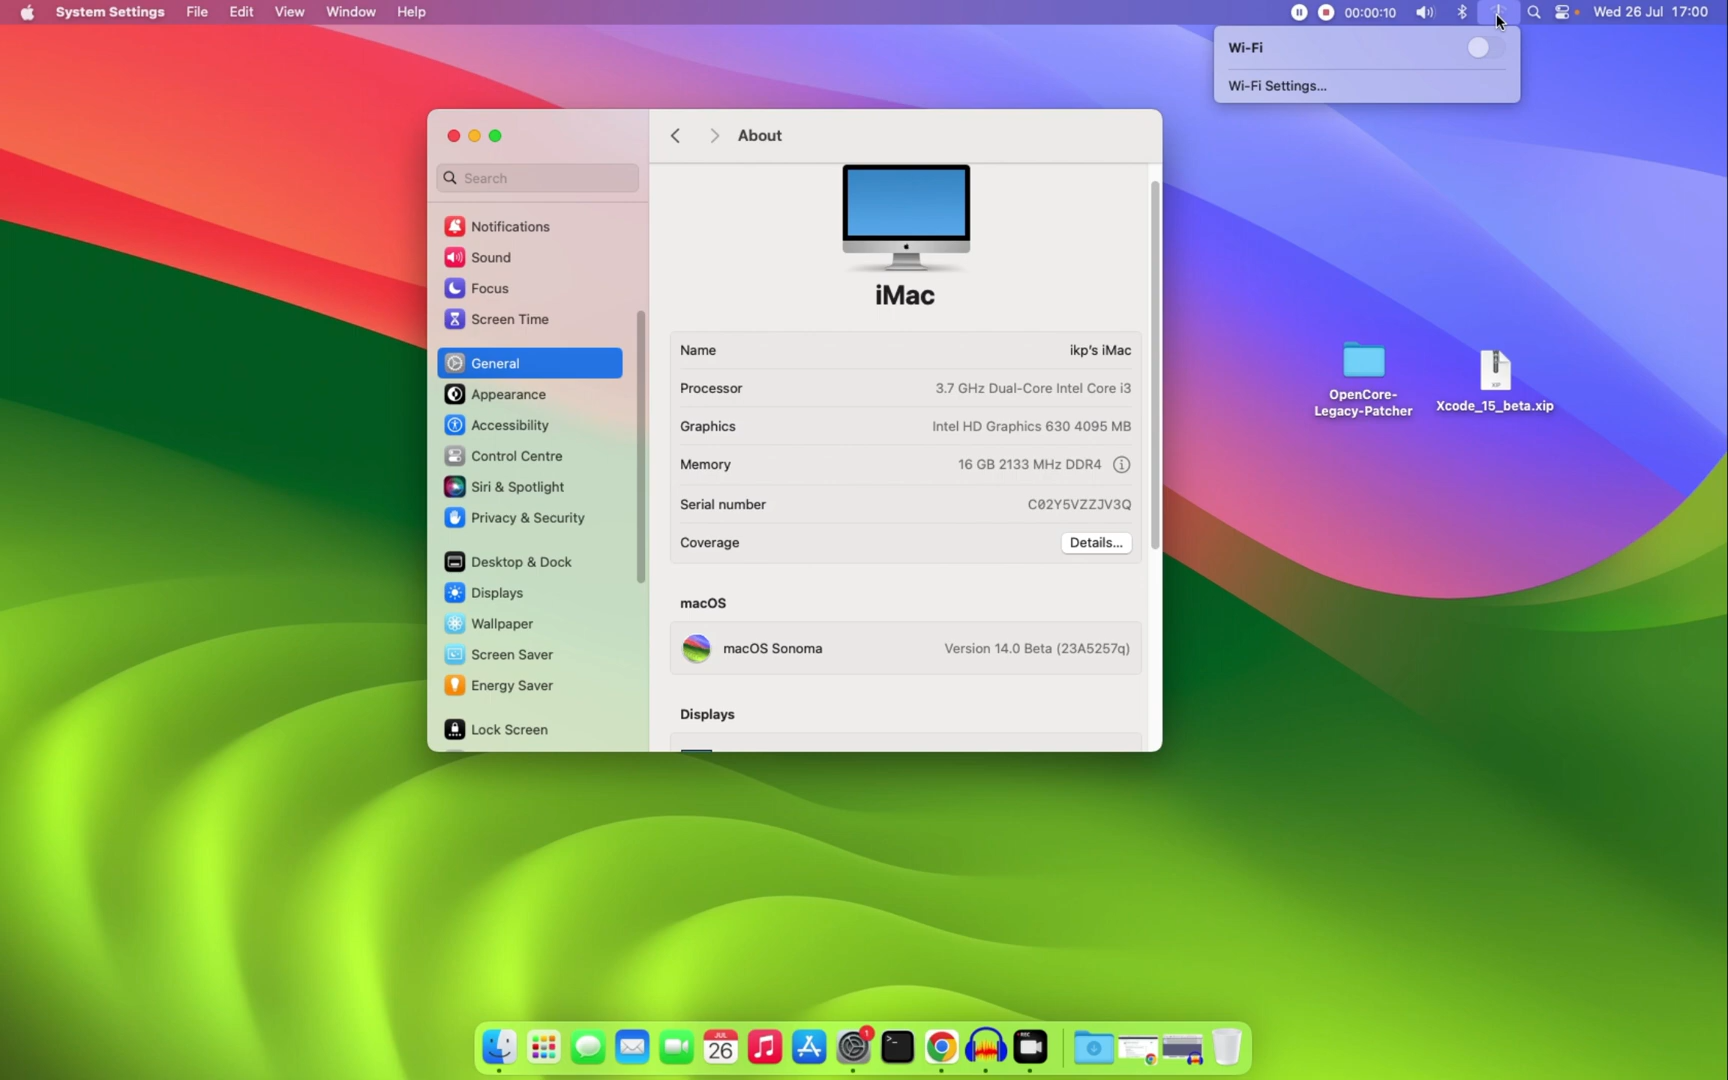 System Settings File Edit View Window Help 00:00:10 Wed 26 Jul 17:00
Wi-Fi
Wi-Fi Settings...
About
Search
Notifications
Sound
Focus
Screen Time
General
Appearance
Accessibility
Control Centre
Siri & Spotlight
Privacy & Security
Desktop & Dock
Displays
Wallpaper
Screen Saver
Energy Saver
Lock Screen
iMac
Name ikp's iMac
Processor 3.7 GHz Dual-Core Intel Core i3
Graphics Intel HD Graphics 630 4095 MB
Memory 16 GB 2133 MHz DDR4
Serial number C02Y5VZZJV3Q
Coverage Details...
macOS
macOS Sonoma Version 14.0 Beta (23A5257q)
Displays
OpenCore-
Legacy-Patcher
XIP
Xcode_15_beta.xip
JUL
26
1
REC